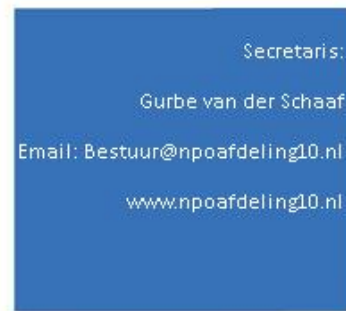 Secretaris:
Gurbe van der Schaaf
Email: Bestuur@npoafdeling10.nl
www.npoafdeling10.nl